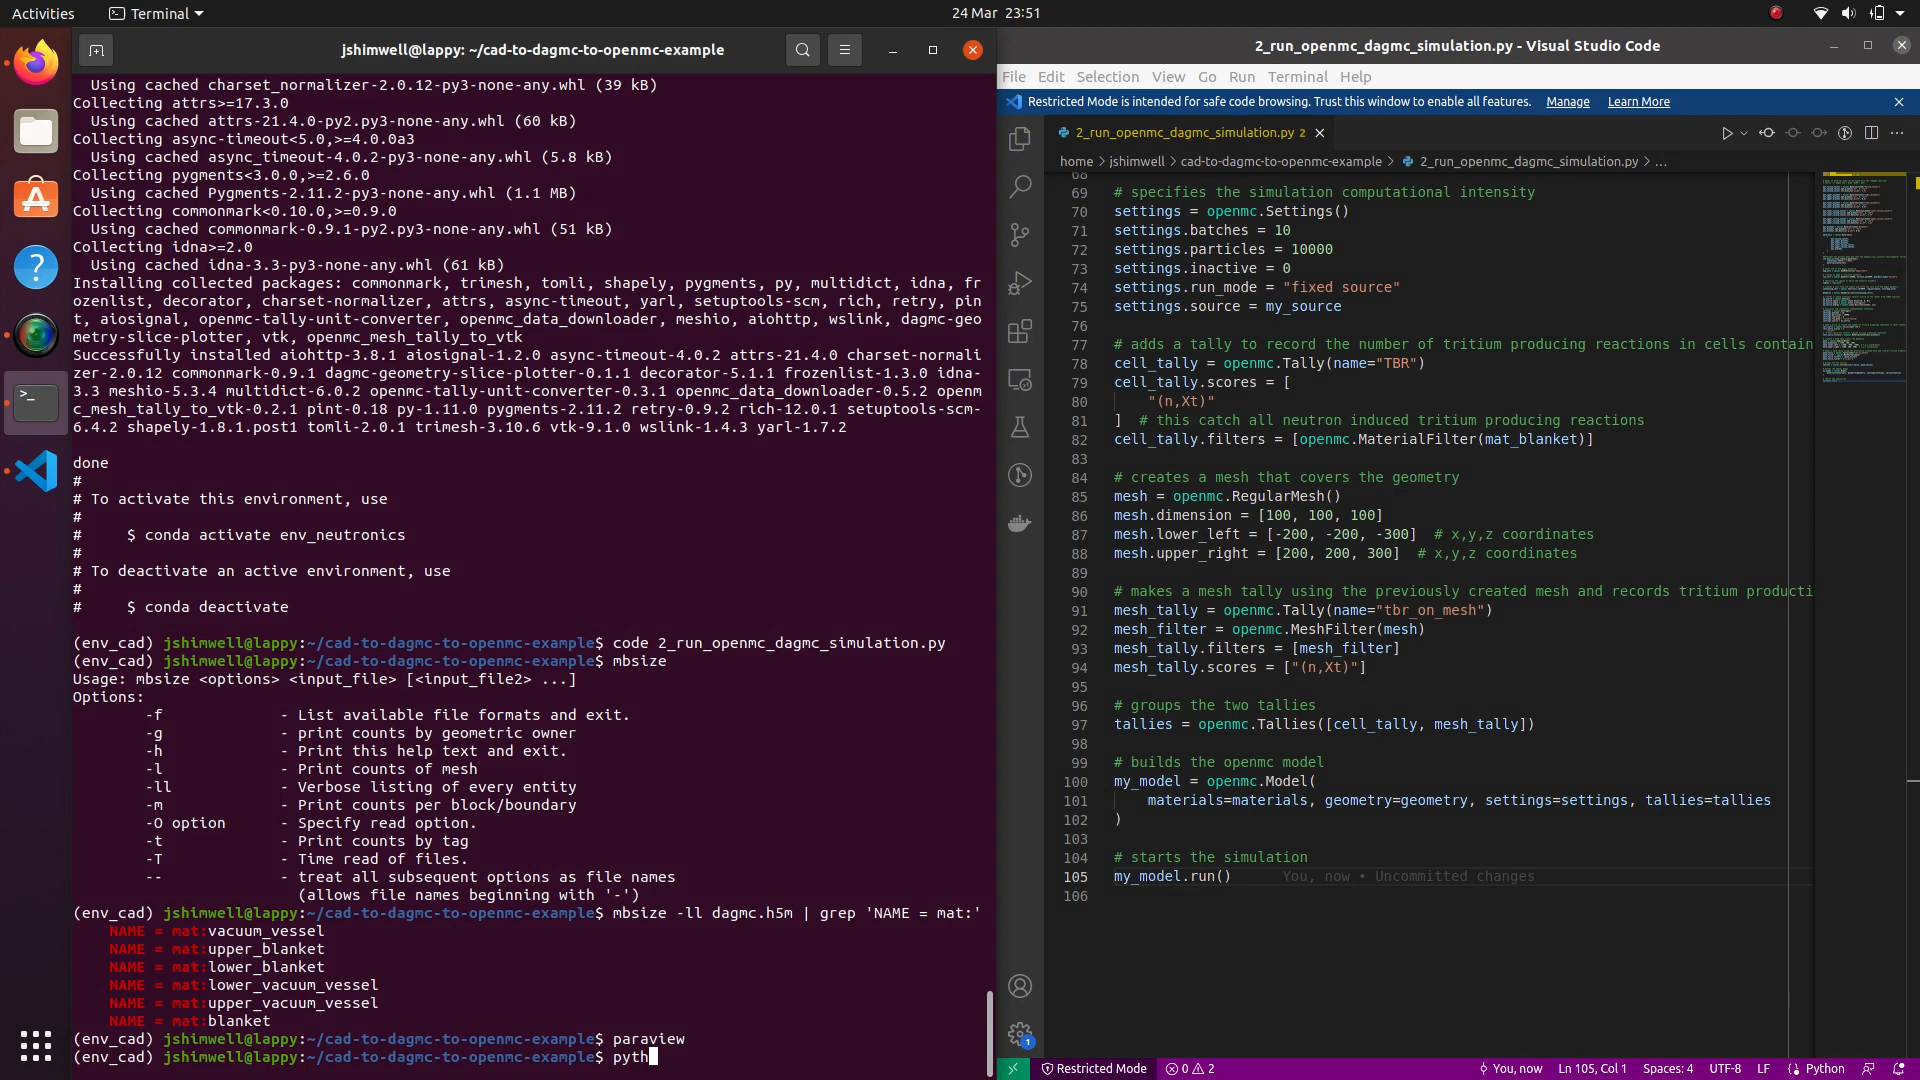 Activities
Terminal
24 Mar 23:51
jshimwell@lappy: ~/cad-to-dagmc-to-openmc-example
Using cached charset_normalizer-2.0.12-py3-none-any.whl (39 kB)
Collecting attrs>=17.3.0
Using cached attrs-21.4.0-py2.py3-none-any.whl (60 kB)
Collecting async-timeout<5.0,>=4.0.0a3
Using cached async_timeout-4.0.2-py3-none-any.whl (5.8 kB)
Collecting pygments<3.0.0,>=2.6.0
Using cached Pygments-2.11.2-py3-none-any.whl (1.1 MB)
Collecting commonmark<0.10.0,>=0.9.0
Using cached commonmark-0.9.1-py2.py3-none-any.whl (51 kB)
Collecting idna>=2.0
Using cached idna-3.3-py3-none-any.whl (61 kB)
Installing collected packages: commonmark, trimesh, tomli, shapely, pygments, py, multidict, idna, fr
ozenlist, decorator, charset-normalizer, attrs, async-timeout, yarl, setuptools-scm, rich, retry, pin
t, aiosignal, openmc-tally-unit-converter, openmc_data_downloader, meshio, aiohttp, wslink, dagmc-geo
metry-slice-plotter, vtk, openmc_mesh_tally_to_vtk
Successfully installed aiohttp-3.8.1 aiosignal-1.2.0 async-timeout-4.0.2 attrs-21.4.0 charset-normali
zer-2.0.12 commonmark-0.9.1 dagmc-geometry-slice-plotter-0.1.1 decorator-5.1.1 frozenlist-1.3.0 idna-
3.3 meshio-5.3.4 multidict-6.0.2 openmc-tally-unit-converter-0.3.1 openmc_data_downloader-0.5.2 openm
c_mesh_tally_to_vtk-0.2.1 pint-0.18 py-1.11.0 pygments-2.11.2 retry-0.9.2 rich-12.0.1 setuptools-scm-
6.4.2 shapely-1.8.1.post1 tomli-2.0.1 trimesh-3.10.6 vtk-9.1.0 wslink-1.4.3 yarl-1.7.2
done
#
# To activate this environment, use
#
#     $ conda activate env_neutronics
#
# To deactivate an active environment, use
#
#     $ conda deactivate
(env_cad) jshimwell@lappy:~/cad-to-dagmc-to-openmc-example$ code 2_run_openmc_dagmc_simulation.py
(env_cad) jshimwell@lappy:~/cad-to-dagmc-to-openmc-example$ mbsize
Usage: mbsize <options> <input_file> [<input_file2> ...]
Options:
-f - List available file formats and exit.
-g - print counts by geometric owner
-h - Print this help text and exit.
-l - Print counts of mesh
-ll - Verbose listing of every entity
-m - Print counts per block/boundary
-O option - Specify read option.
-t - Print counts by tag
-T - Time read of files.
-- - treat all subsequent options as file names
(allows file names beginning with '-')
(env_cad) jshimwell@lappy:~/cad-to-dagmc-to-openmc-example$ mbsize -ll dagmc.h5m | grep 'NAME = mat:'
NAME = mat:vacuum_vessel
NAME = mat:upper_blanket
NAME = mat:lower_blanket
NAME = mat:lower_vacuum_vessel
NAME = mat:upper_vacuum_vessel
NAME = mat:blanket
(env_cad) jshimwell@lappy:~/cad-to-dagmc-to-openmc-example$ paraview
(env_cad) jshimwell@lappy:~/cad-to-dagmc-to-openmc-example$ pyth
2_run_openmc_dagmc_simulation.py - Visual Studio Code
File Edit Selection View Go Run Terminal Help
Restricted Mode is intended for safe code browsing. Trust this window to enable all features. Manage Learn More
2_run_openmc_dagmc_simulation.py 2
home > jshimwell > cad-to-dagmc-to-openmc-example > 2_run_openmc_dagmc_simulation.py > ...
68
69 # specifies the simulation computational intensity
70 settings = openmc.Settings()
71 settings.batches = 10
72 settings.particles = 10000
73 settings.inactive = 0
74 settings.run_mode = "fixed source"
75 settings.source = my_source
76
77 # adds a tally to record the number of tritium producing reactions in cells contain
78 cell_tally = openmc.Tally(name="TBR")
79 cell_tally.scores = [
80 "(n,Xt)"
81 ]  # this catch all neutron induced tritium producing reactions
82 cell_tally.filters = [openmc.MaterialFilter(mat_blanket)]
83
84 # creates a mesh that covers the geometry
85 mesh = openmc.RegularMesh()
86 mesh.dimension = [100, 100, 100]
87 mesh.lower_left = [-200, -200, -300]  # x,y,z coordinates
88 mesh.upper_right = [200, 200, 300]  # x,y,z coordinates
89
90 # makes a mesh tally using the previously created mesh and records tritium producti
91 mesh_tally = openmc.Tally(name="tbr_on_mesh")
92 mesh_filter = openmc.MeshFilter(mesh)
93 mesh_tally.filters = [mesh_filter]
94 mesh_tally.scores = ["(n,Xt)"]
95
96 # groups the two tallies
97 tallies = openmc.Tallies([cell_tally, mesh_tally])
98
99 # builds the openmc model
100 my_model = openmc.Model(
101 materials=materials, geometry=geometry, settings=settings, tallies=tallies
102 )
103
104 # starts the simulation
105 my_model.run() You, now • Uncommitted changes
106
1
Restricted Mode 0 2 You, now Ln 105, Col 1 Spaces: 4 UTF-8 LF Python